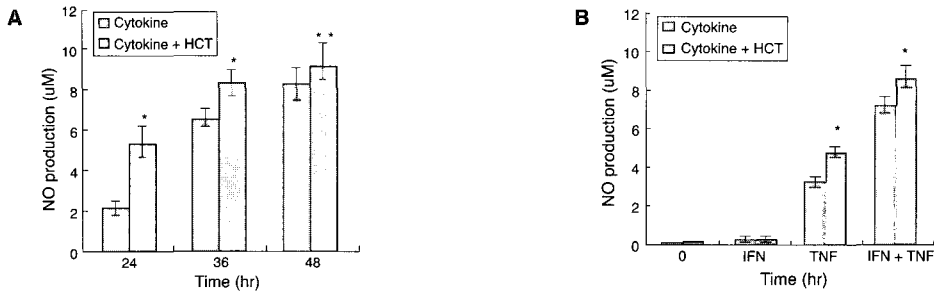 A
Cytokine
Cytokine + HCT
NO production (uM)
12
10
8
6
4
2
0
*
*
* *
24
36
48
Time (hr)
B
Cytokine
Cytokine + HCT
NO production (uM)
12
10
8
6
4
2
0
*
*
0
IFN
TNF
IFN + TNF
Time (hr)